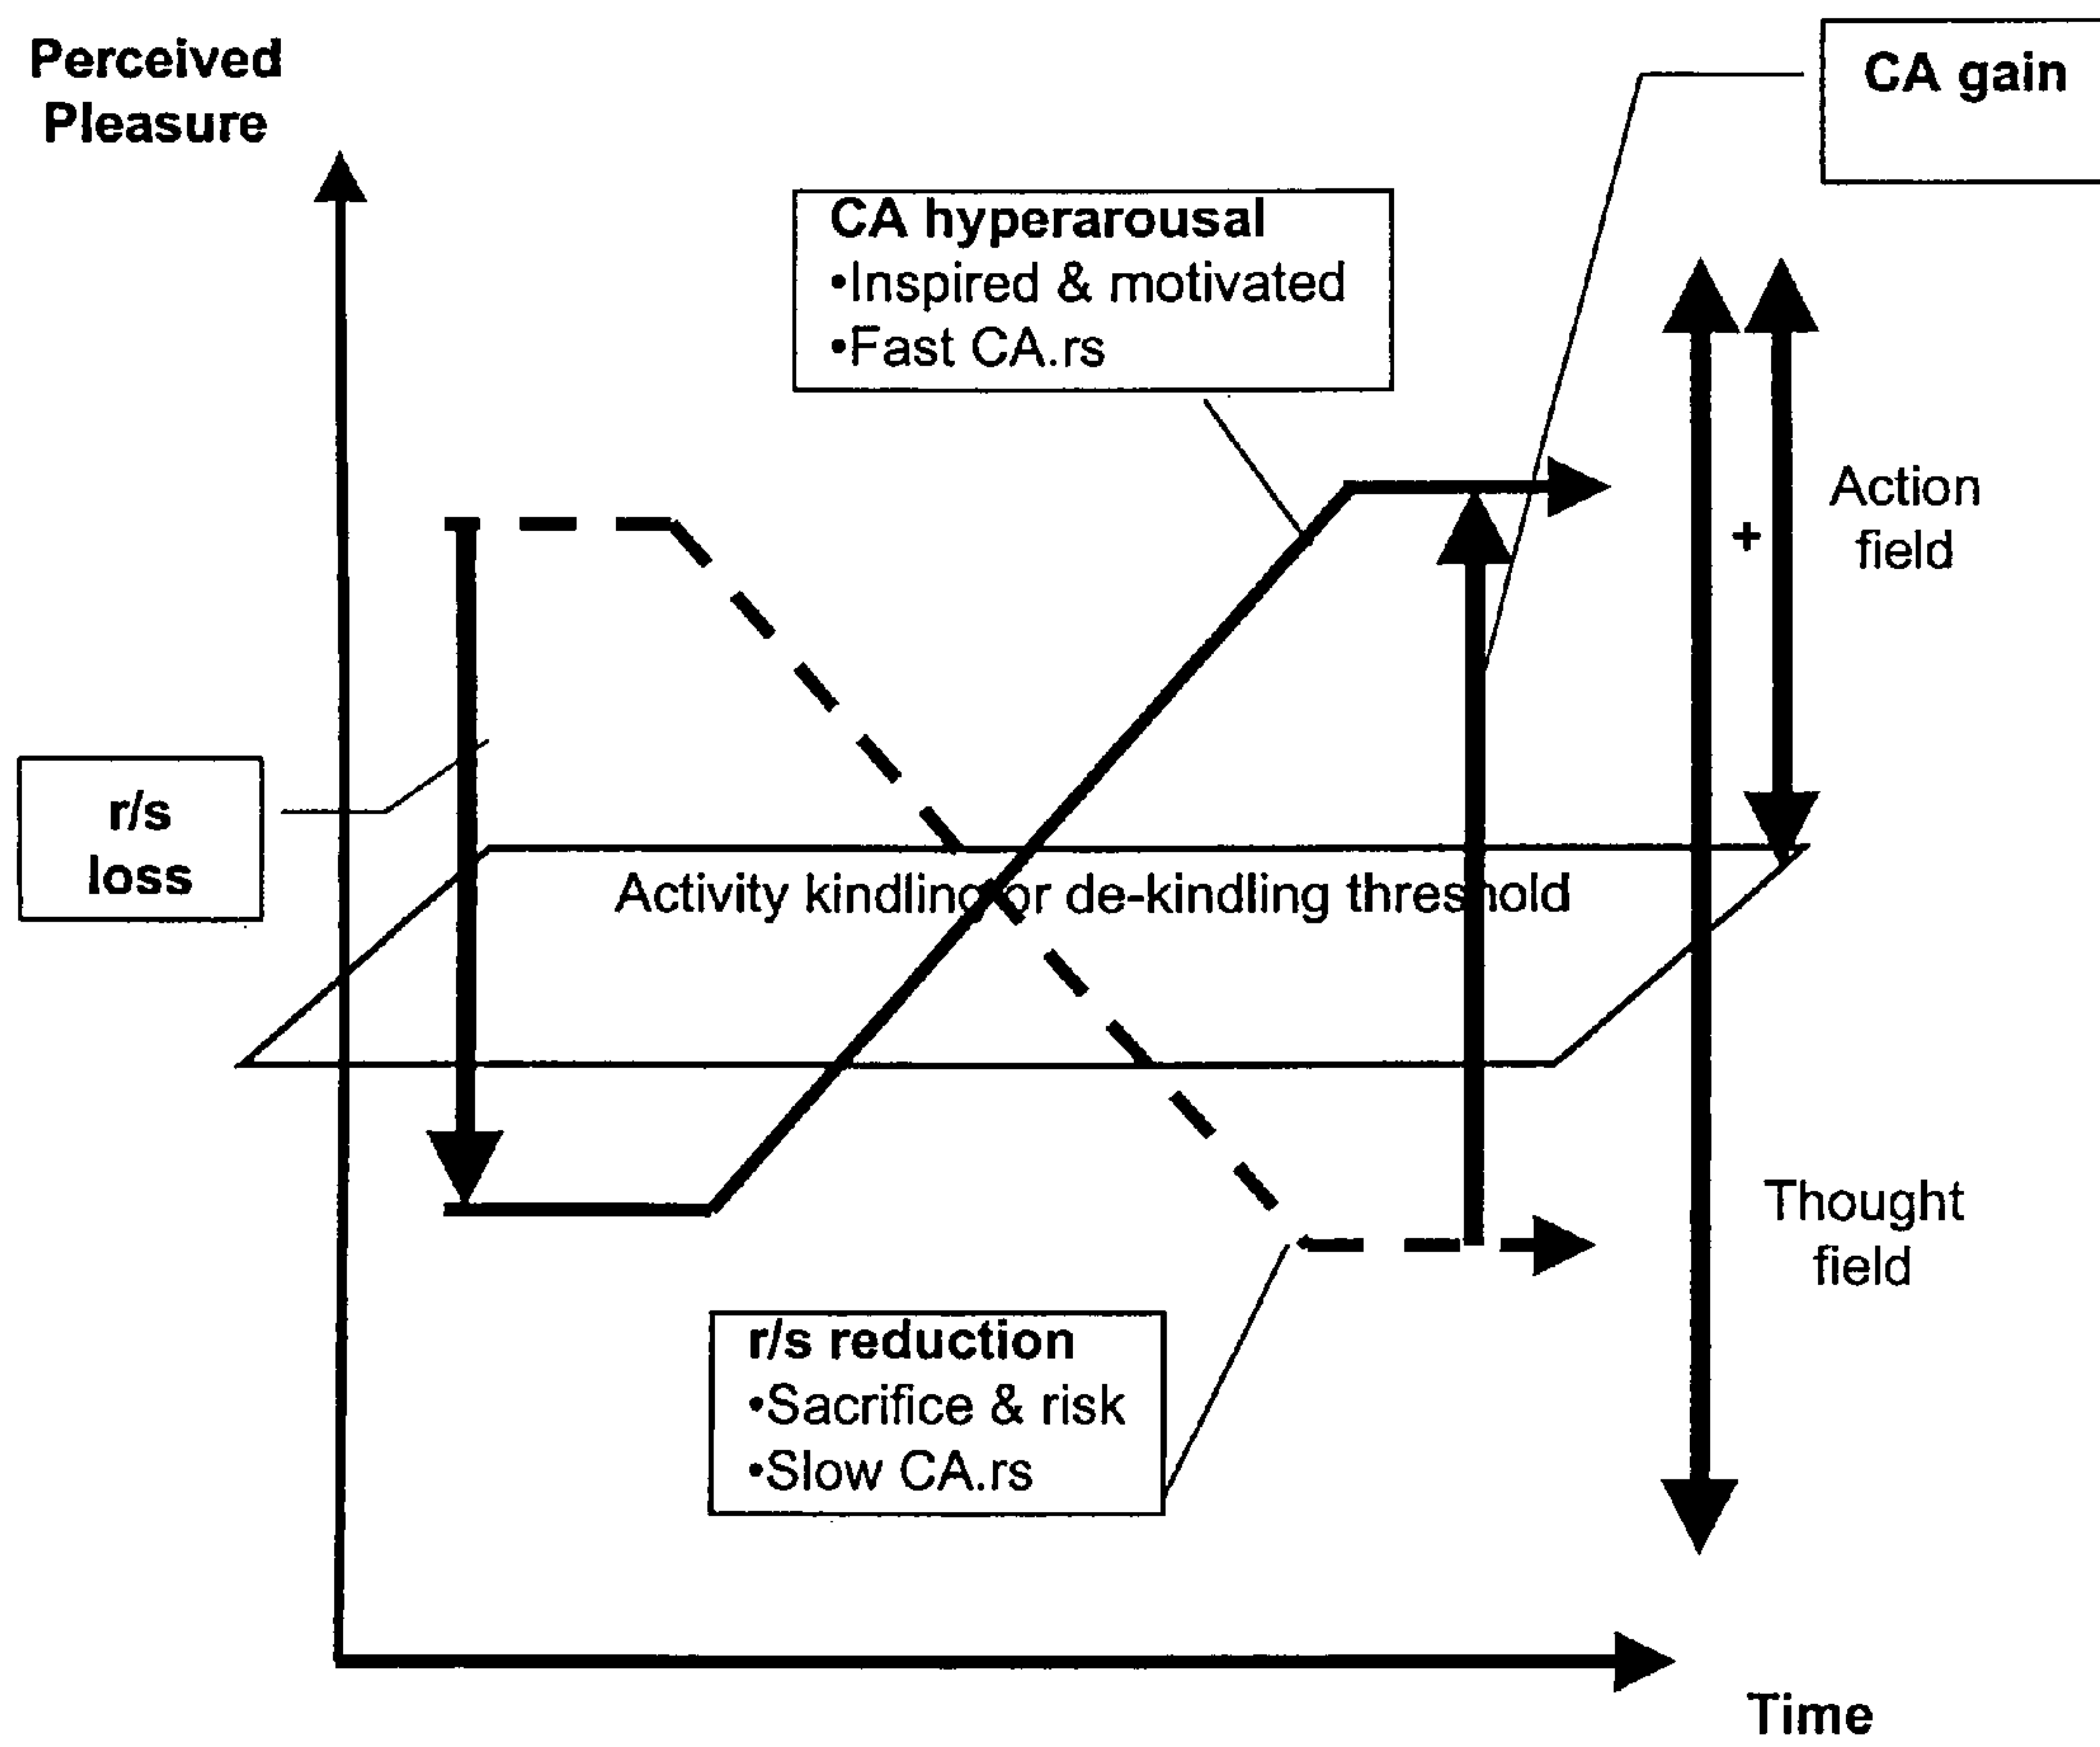 Perceived
Pleasure
CA gain
CA hyperarousal
•Inspired & motivated
•Fast CA.rs
+
Action
field
r/s
loss
Activity kindling or de-kindling threshold
Thought
field
r/s reduction
•Sacrifice & risk
•Slow CA.rs
Time